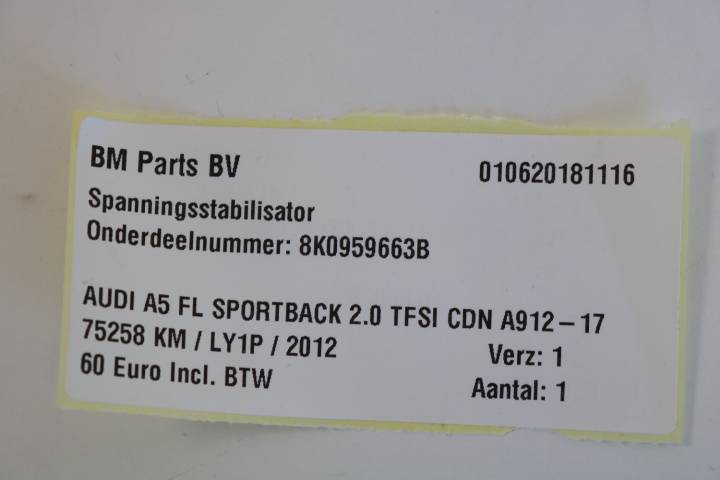 BM Parts BV 010620181116
Spanningsstabilisator
Onderdeelnummer: 8K0959663B
AUDI A5 FL SPORTBACK 2.0 TFSI CDN A912-17
75258 KM / LY1P / 2012 Verz: 1
60 Euro Incl. BTW Aantal: 1